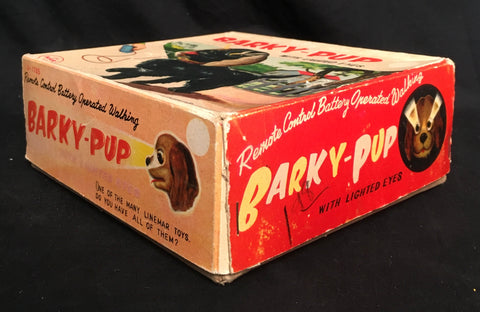 BARKY-PUP
Remote Control Battery Operated Walking
BARKY-PUP
ONE OF THE MANY LINEMAR TOYS.
DO YOU HAVE ALL OF THEM?
Remote Control Battery Operated Walking
BARKY-PUP
WITH LIGHTED EYES